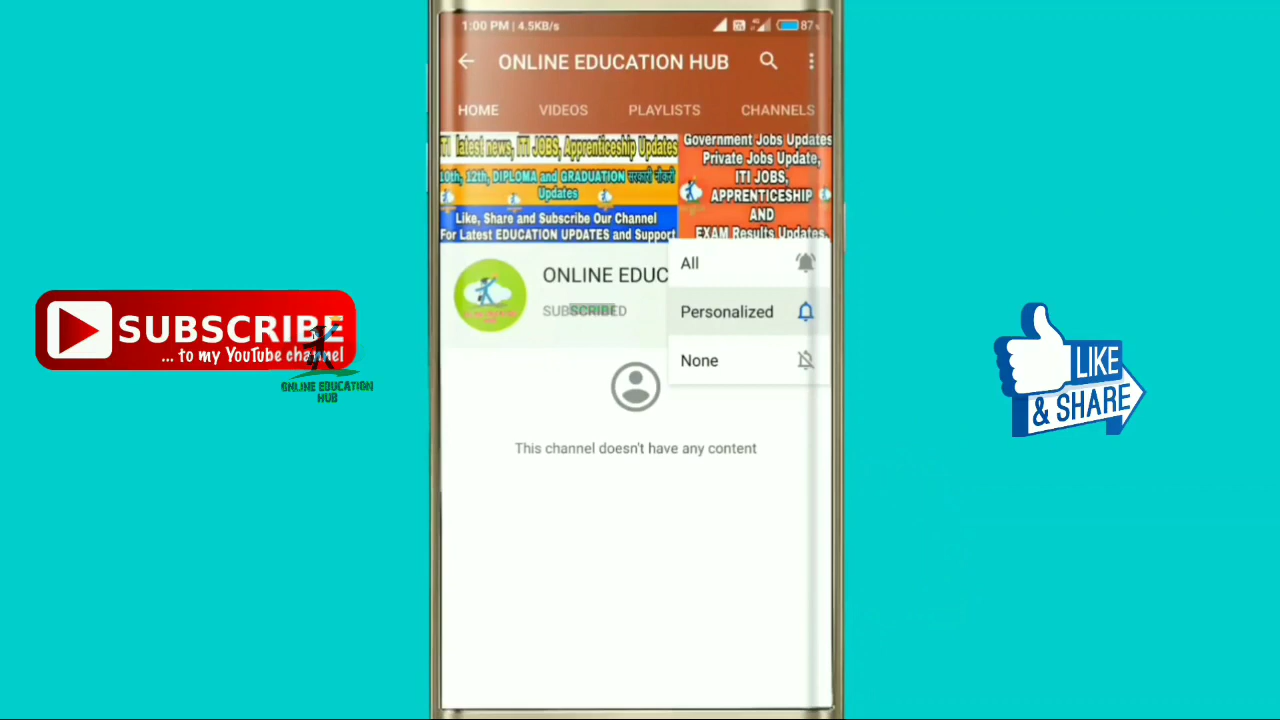 1:00 PM | 4.5KB/s
87
ONLINE EDUCATION HUB
HOME
VIDEOS
PLAYLISTS
CHANNELS
ITI latest news, ITI JOBS, Apprenticeship Updates
10th, 12th, DIPLOMA and GRADUATION सरकारी नौकरी
Updates
Like, Share and Subscribe Our Channel
For Latest EDUCATION UPDATES and Support
Government Jobs Updates
Private Jobs Update,
ITI JOBS,
APPRENTICESHIP
AND
EXAM Results Updates.
ONLINE EDUC
SUBSCRIBED
All
Personalized
None
This channel doesn't have any content
SUBSCRIBE
... to my YouTube channel
ONLINE EDUCATION
HUB
LIKE
& SHARE